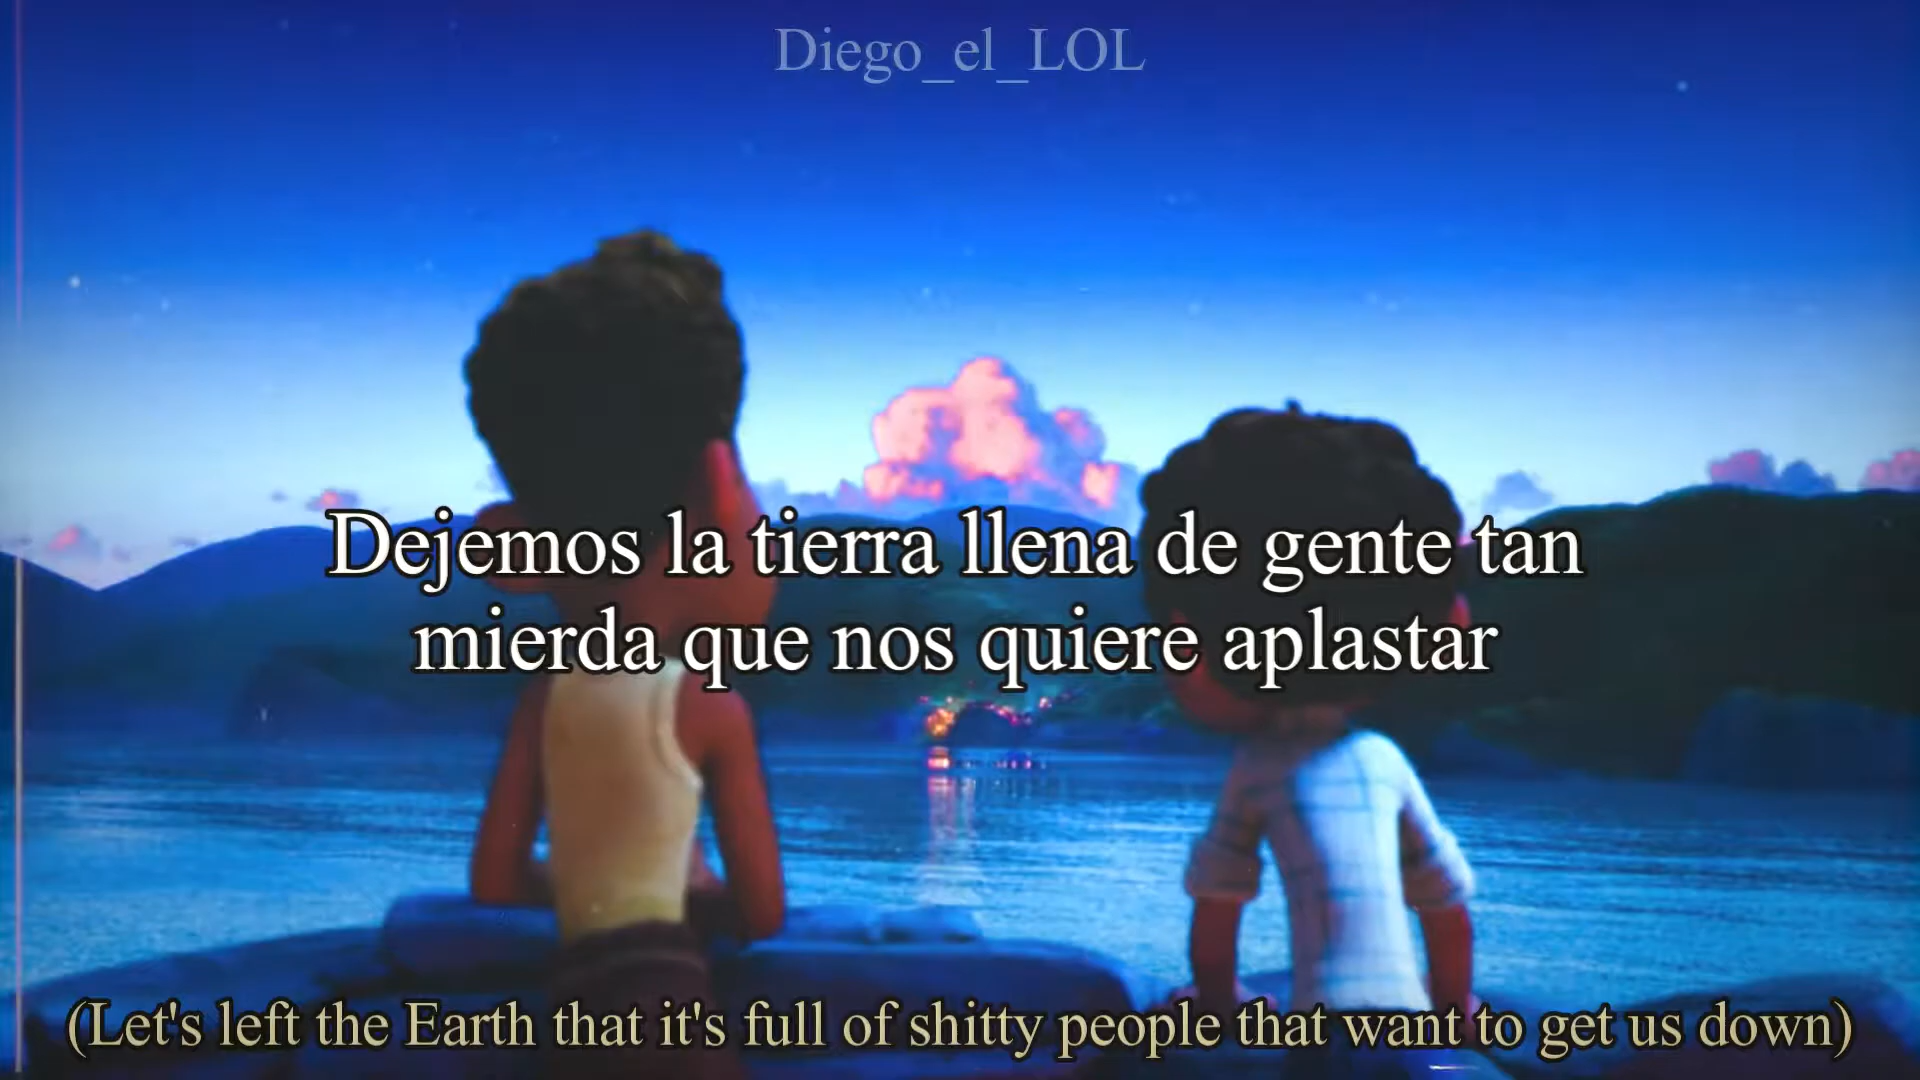 Diego_el_LOL
Dejemos la tierra llena de gente tan
mierda que nos quiere aplastar
(Let's left the Earth that it's full of shitty people that want to get us down)